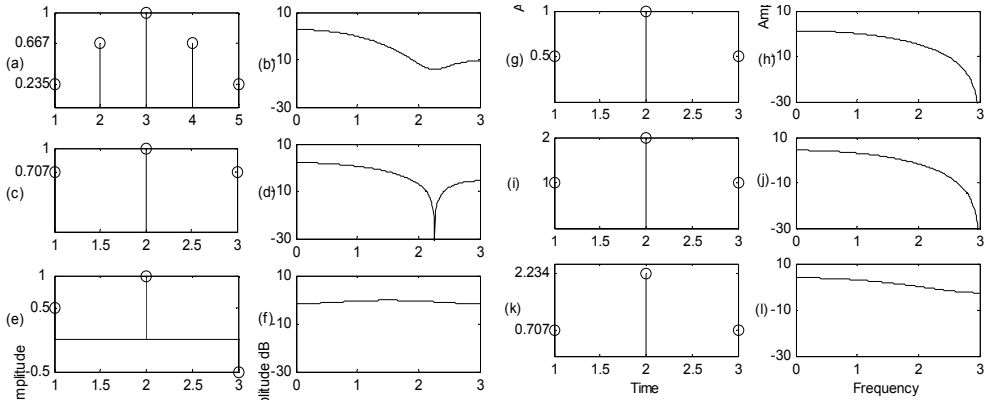 1
0.667
(a)
0.235
1 2 3 4 5
10
(b)
-10
-30
0 1 2 3
1
(g)
0.5
1 1.5 2 2.5 3
10
(h)
-10
-30
0 1 2 3
1
0.707
(c)
1 1.5 2 2.5 3
10
(d)
-10
-30
0 1 2 3
2
(i)
1
0
1 1.5 2 2.5 3
10
(j)
-10
-30
0 1 2 3
1
0.5
(e)
-0.5
1 1.5 2 2.5 3
10
(f)
-10
-30
0 1 2 3
2.234
(k)
0.707
1 1.5 2 2.5 3
Time
10
(l)
-10
-30
0 1 2 3
Frequency
mplitude
plitude dB
Amp